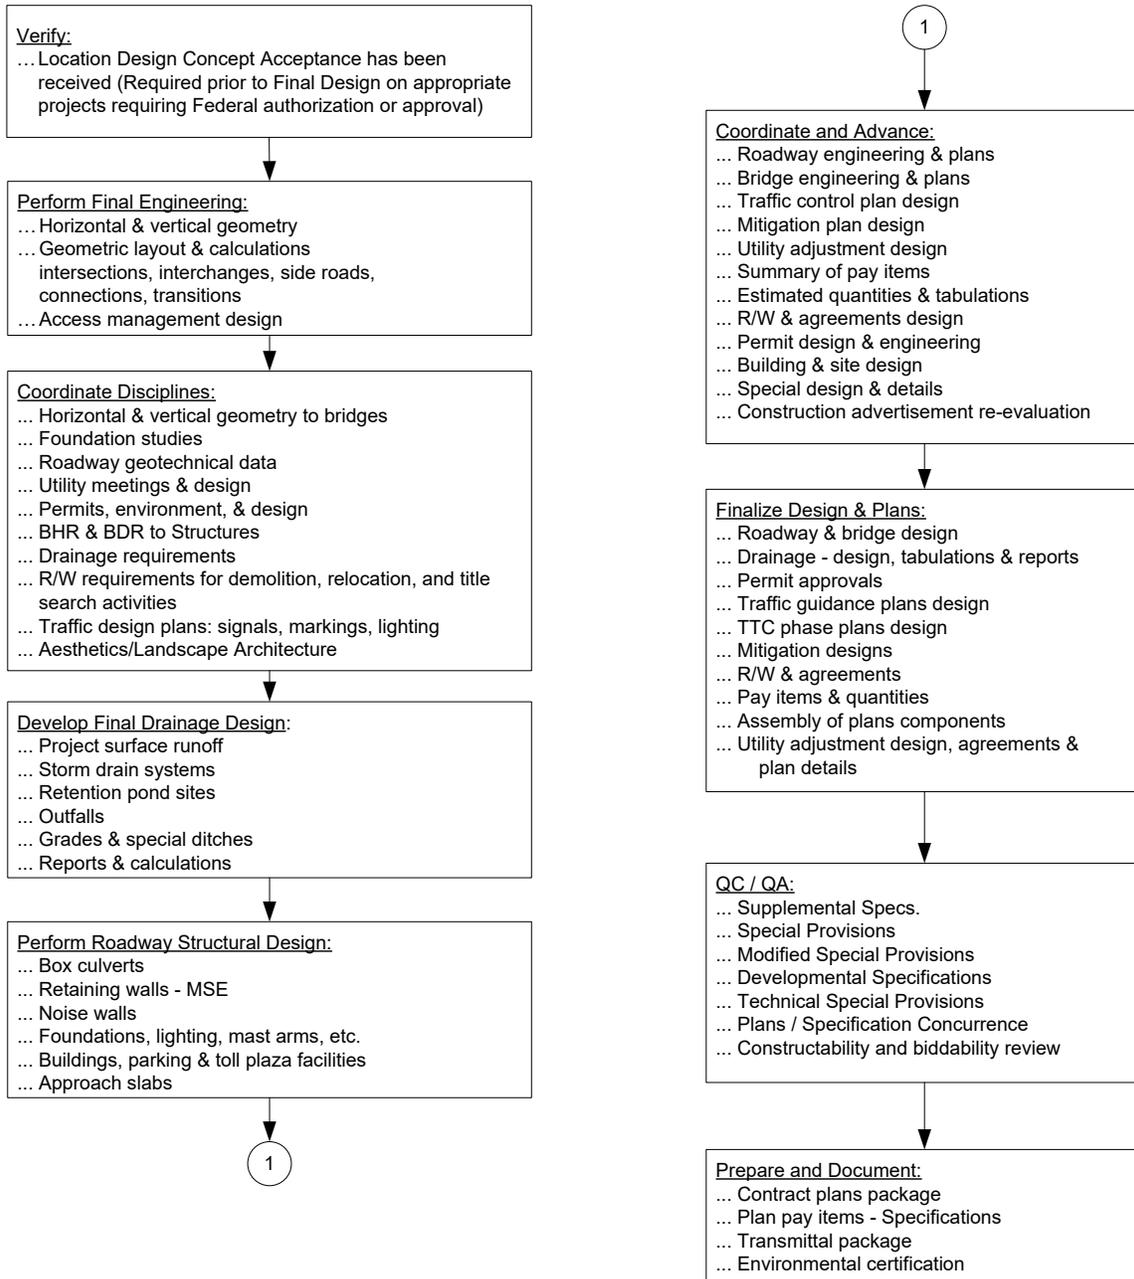 Verify:
…Location Design Concept Acceptance has been
received (Required prior to Final Design on appropriate
projects requiring Federal authorization or approval)
Perform Final Engineering:
…Horizontal & vertical geometry
…Geometric layout & calculations
intersections, interchanges, side roads,
connections, transitions
…Access management design
Coordinate Disciplines:
... Horizontal & vertical geometry to bridges
... Foundation studies
... Roadway geotechnical data
... Utility meetings & design
... Permits, environment, & design
... BHR & BDR to Structures
... Drainage requirements
... R/W requirements for demolition, relocation, and title
search activities
... Traffic design plans: signals, markings, lighting
... Aesthetics/Landscape Architecture
Develop Final Drainage Design:
... Project surface runoff
... Storm drain systems
... Retention pond sites
... Outfalls
... Grades & special ditches
... Reports & calculations
Perform Roadway Structural Design:
... Box culverts
... Retaining walls - MSE
... Noise walls
... Foundations, lighting, mast arms, etc.
... Buildings, parking & toll plaza facilities
... Approach slabs
1
1
Coordinate and Advance:
... Roadway engineering & plans
... Bridge engineering & plans
... Traffic control plan design
... Mitigation plan design
... Utility adjustment design
... Summary of pay items
... Estimated quantities & tabulations
... R/W & agreements design
... Permit design & engineering
... Building & site design
... Special design & details
... Construction advertisement re-evaluation
Finalize Design & Plans:
... Roadway & bridge design
... Drainage - design, tabulations & reports
... Permit approvals
... Traffic guidance plans design
... TTC phase plans design
... Mitigation designs
... R/W & agreements
... Pay items & quantities
... Assembly of plans components
... Utility adjustment design, agreements &
plan details
QC / QA:
... Supplemental Specs.
... Special Provisions
... Modified Special Provisions
... Developmental Specifications
... Technical Special Provisions
... Plans / Specification Concurrence
... Constructability and biddability review
Prepare and Document:
... Contract plans package
... Plan pay items - Specifications
... Transmittal package
... Environmental certification